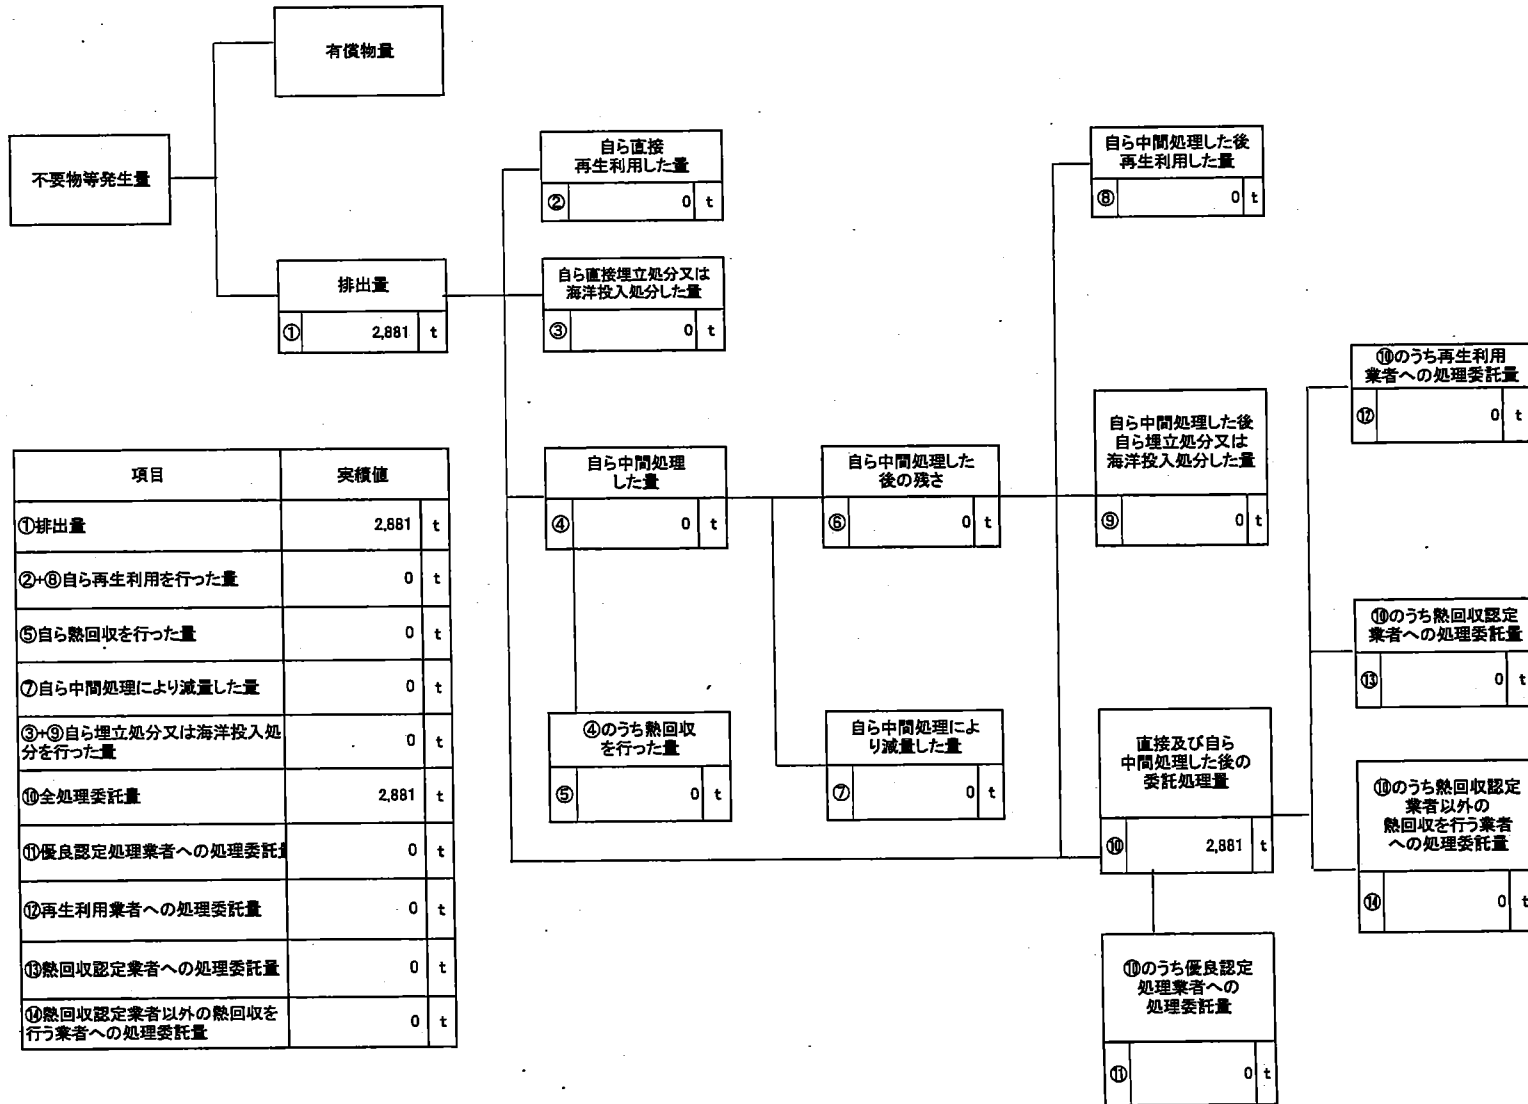 有償物量
不要物等発生量
排出量
① 2,881 t
自ら直接
再生利用した量
② 0 t
自ら直接埋立処分又は
海洋投入処分した量
③ 0 t
自ら中間処理
した量
④ 0 t
④のうち熱回収
を行った量
⑤ 0 t
自ら中間処理した
後の残さ
⑥ 0 t
自ら中間処理によ
り減量した量
⑦ 0 t
自ら中間処理した後
再生利用した量
⑧ 0 t
自ら中間処理した後
自ら埋立処分又は
海洋投入処分した量
⑨ 0 t
直接及び自ら
中間処理した後の
委託処理量
⑩ 2,881 t
⑩のうち優良認定
処理業者への
処理委託量
⑪ 0 t
⑩のうち再生利用
業者への処理委託量
⑫ 0 t
⑩のうち熱回収認定
業者への処理委託量
⑬ 0 t
⑩のうち熱回収認定
業者以外の
熱回収を行う業者
への処理委託量
⑭ 0 t
項目 実績値
①排出量 2,881 t
②+⑧自ら再生利用を行った量 0 t
⑤自ら熱回収を行った量 0 t
⑦自ら中間処理により減量した量 0 t
③+⑨自ら埋立処分又は海洋投入処
分を行った量 0 t
⑩全処理委託量 2,881 t
⑪優良認定処理業者への処理委託量 0 t
⑫再生利用業者への処理委託量 0 t
⑬熱回収認定業者への処理委託量 0 t
⑭熱回収認定業者以外の熱回収を
行う業者への処理委託量 0 t